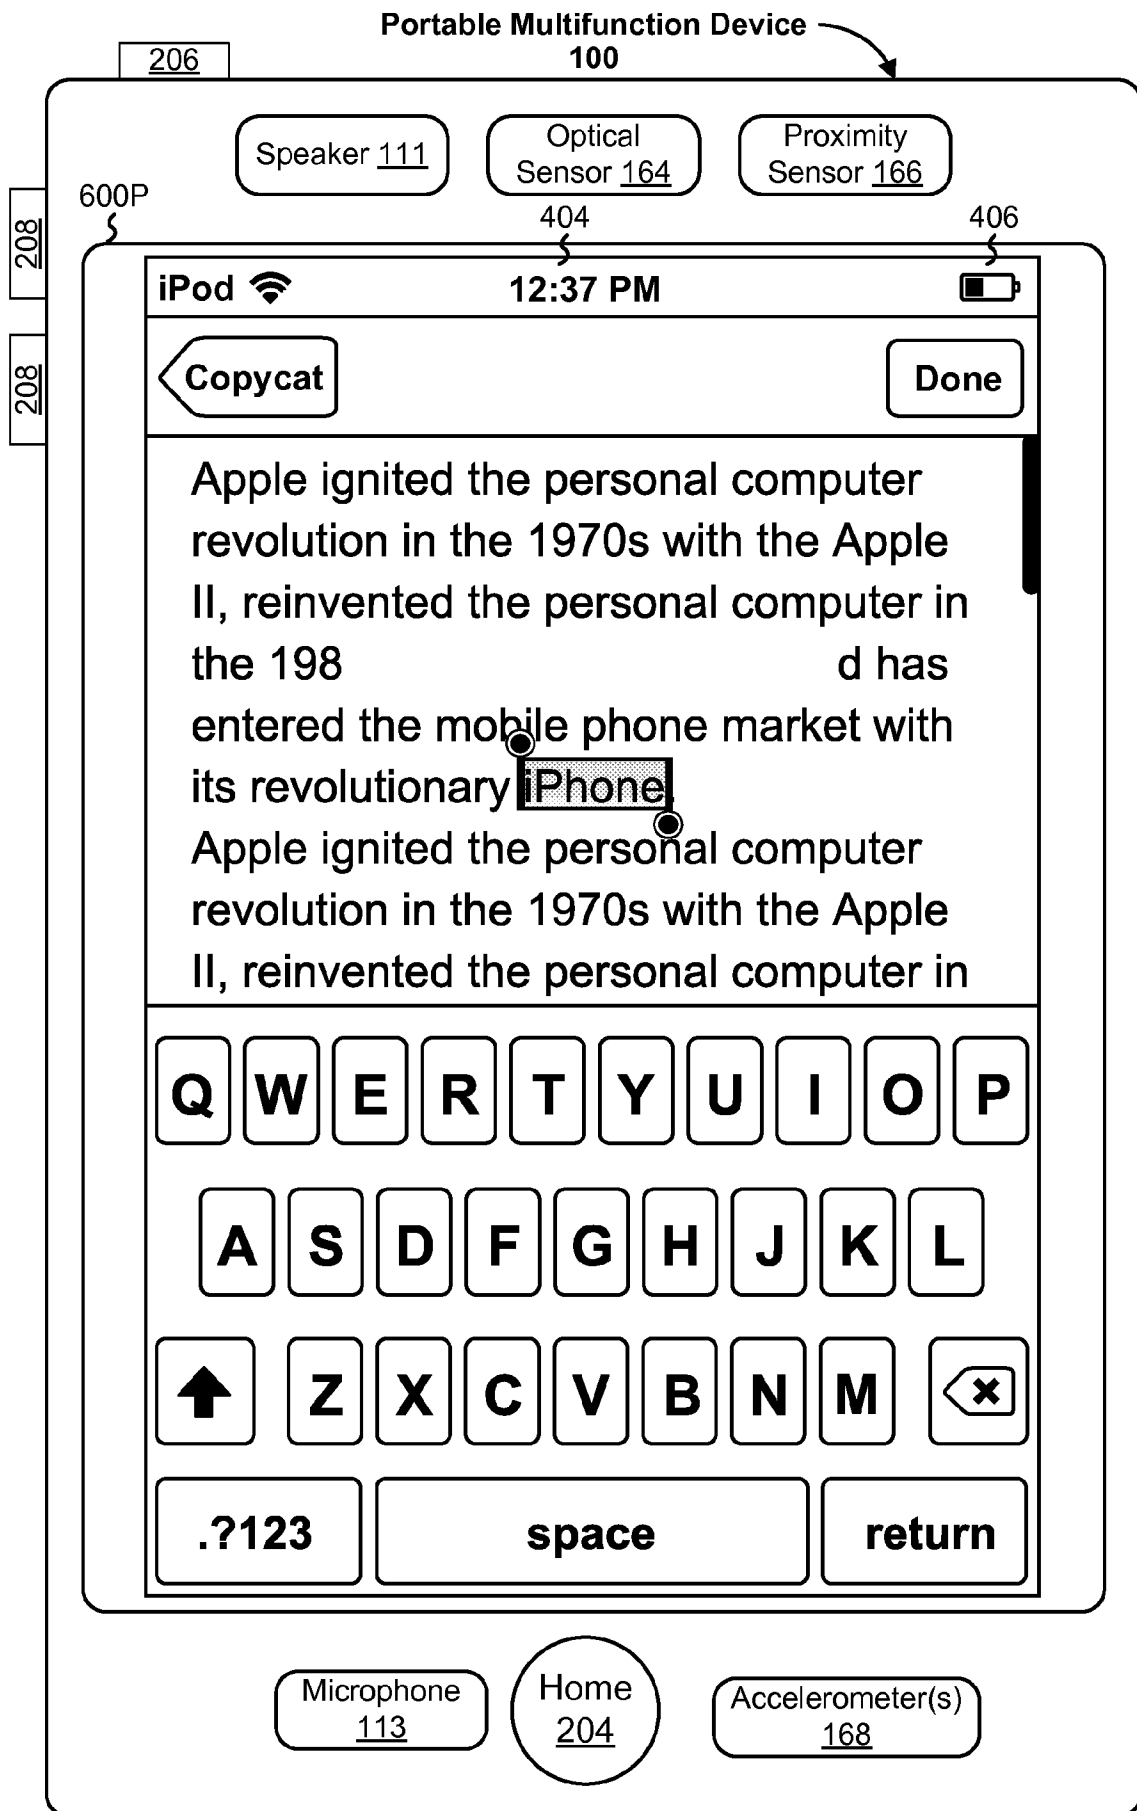 Portable Multifunction Device
100
206
Speaker 111
Optical
Sensor 164
Proximity
Sensor 166
600P
404
406
208
208
iPod 12:37 PM
Copycat Done
Apple ignited the personal computer
revolution in the 1970s with the Apple
II, reinvented the personal computer in
the 198 d has
entered the mobile phone market with
its revolutionary iPhone.
Apple ignited the personal computer
revolution in the 1970s with the Apple
II, reinvented the personal computer in
Q W E R T Y U I O P
A S D F G H J K L
Z X C V B N M
.?123 space return
Microphone
113
Home
204
Accelerometer(s)
168